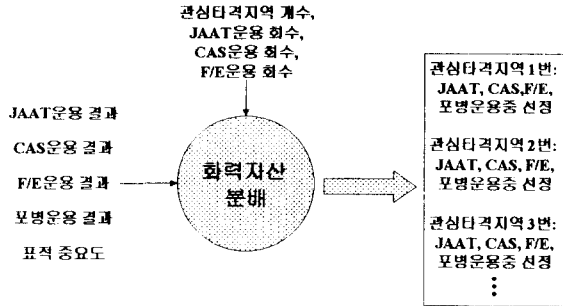 관심타격지역 개수,
JAAT운용 회수,
CAS운용 회수,
F/E운용 회수
JAAT운용 결과
CAS운용 결과
F/E운용 결과
포병운용 결과
표적 중요도
화력자산
분배
관심타격지역 1번:
JAAT, CAS,F/E,
포병운용중 선정
관심타격지역 2번:
JAAT, CAS, F/E,
포병운용중 선정
관심타격지역 3번:
JAAT, CAS, F/E,
포병운용중 선정
⋮